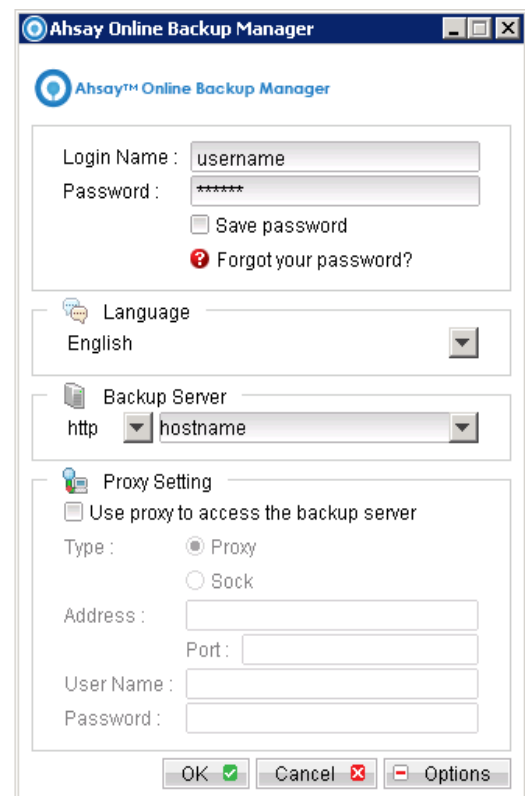 Ahsay Online Backup Manager
Ahsay™ Online Backup Manager
Login Name : username
Password : ******
Save password
Forgot your password?
Language
English
Backup Server
http hostname
Proxy Setting
Use proxy to access the backup server
Type : Proxy
Sock
Address :
Port :
User Name :
Password :
OK Cancel Options